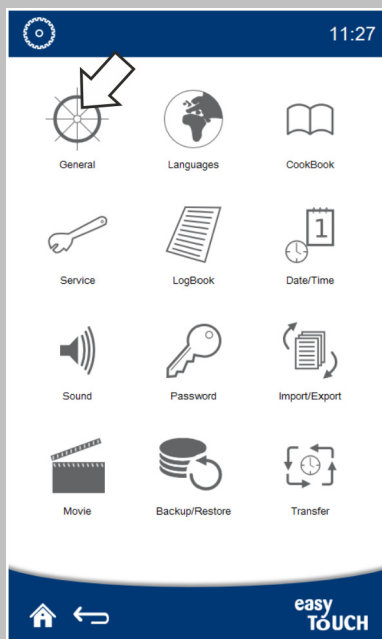 11:27
General Languages CookBook
Service LogBook Date/Time
1
Sound Password Import/Export
Movie Backup/Restore Transfer
easy
TOUCH